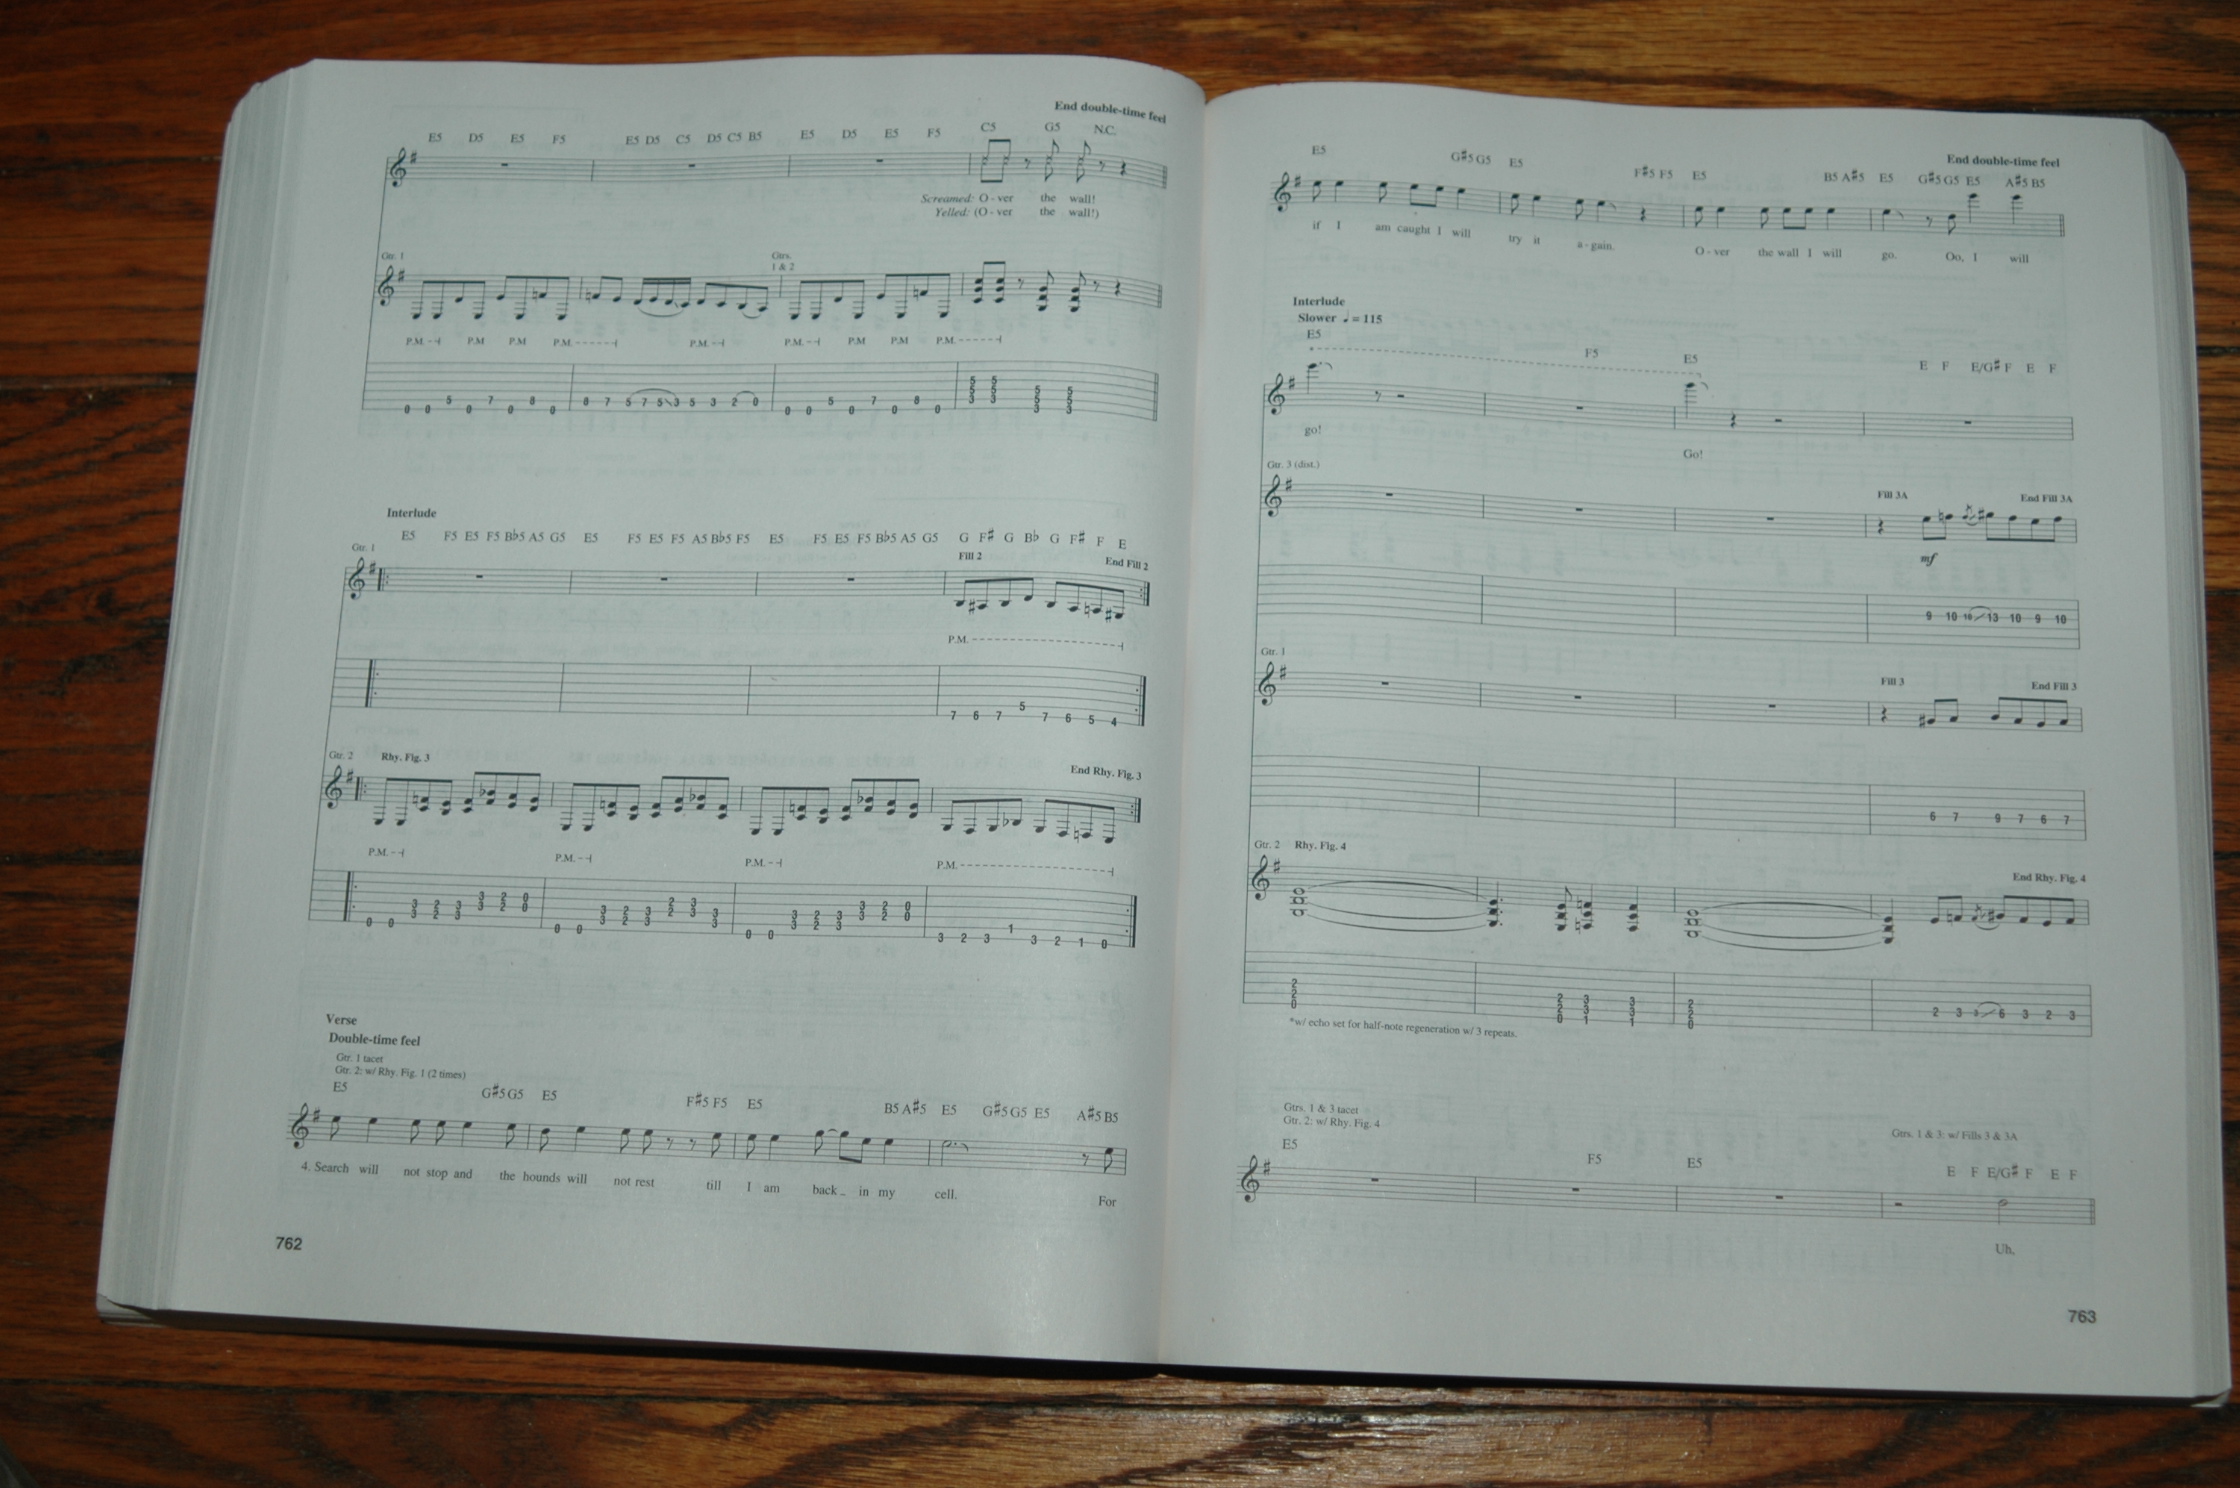 End double-time feel
E5 D5 E5 F5 E5 D5 C5 D5 C5 B5 E5 D5 E5 F5 C5 G5 N.C.
Screamed: O - ver the wall!
Yelled: (O - ver the wall!)
Gtr. 1
Gtrs.
1 & 2
P.M. P.M P.M P.M. P.M. P.M. P.M P.M P.M.
0 0 5 0 7 0 8 0 8 7 5 7 5 3 5 3 2 0 0 0 5 0 7 0 8 0
5 5 3 5 5 3 5 5 3 5 5 3
Interlude
E5 F5 E5 F5 B♭5 A5 G5 E5 F5 E5 F5 A5 B♭5 F5 E5 F5 E5 F5 B♭5 A5 G5 G F♯ G B♭ G F♯ F E
Gtr. 1
Fill 2 End Fill 2
P.M.
7 6 7 5 7 6 5 4
Gtr. 2 Rhy. Fig. 3 End Rhy. Fig. 3
P.M. P.M. P.M. P.M.
0 0 3 3 2 2 3 3 3 3 2 2 0 0 0 0 3 3 2 2 3 3 2 2 3 3 3 3 0 0 3 3 2 2 3 3 3 3 2 2 0 0 3 2 3 1 3 2 1 0
Verse
Double-time feel
Gtr. 1 tacet
Gtr. 2: w/ Rhy. Fig. 1 (2 times)
E5 G♯5 G5 E5 F♯5 F5 E5 B5 A♯5 E5 G♯5 G5 E5 A♯5 B5
4. Search will not stop and the hounds will not rest till I am back in my cell. For
762
End double-time feel
E5 G♯5 G5 E5 F♯5 F5 E5 B5 A♯5 E5 G♯5 G5 E5 A♯5 B5
if I am caught I will try it a - gain. O - ver the wall I will go. Oo, I will
Interlude
Slower ♩ = 115
E5 F5 E5 E F E/G♯ F E F
*
go! Go!
Gtr. 3 (dist.)
Fill 3A End Fill 3A
mf
9 10 10 13 10 9 10
Gtr. 1
Fill 3 End Fill 3
6 7 9 7 6 7
Gtr. 2 Rhy. Fig. 4
End Rhy. Fig. 4
2 2 0 2 2 0 3 3 1 3 3 1 2 2 0 2 3 3 6 3 2 3
*w/ echo set for half-note regeneration w/ 3 repeats.
Gtrs. 1 & 3 tacet
Gtr. 2: w/ Rhy. Fig. 4
Gtrs. 1 & 3: w/ Fills 3 & 3A
E5 F5 E5 E F E/G♯ F E F
Uh,
763